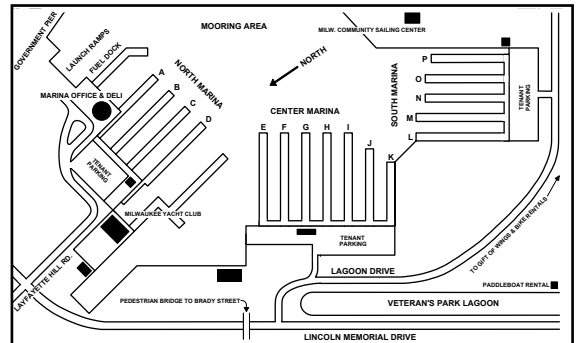 MOORING AREA
MILW. COMMUNITY SAILING CENTER
GOVERNMENT PIER
LAUNCH RAMPS
FUEL DOCK
NORTH
NORTH MARINA
A
B
C
D
MARINA OFFICE & DELI
CENTER MARINA
E F G H I
J
K
SOUTH MARINA
P
O
N
M
L
TENANT
PARKING
TENANT
PARKING
MILWAUKEE YACHT CLUB
TENANT
PARKING
LAYFAYETTE HILL RD.
LAGOON DRIVE
TO GIFT OF WINGS & BIKE RENTALS
PADDLEBOAT RENTAL
PEDESTRIAN BRIDGE TO BRADY STREET
VETERAN'S PARK LAGOON
LINCOLN MEMORIAL DRIVE